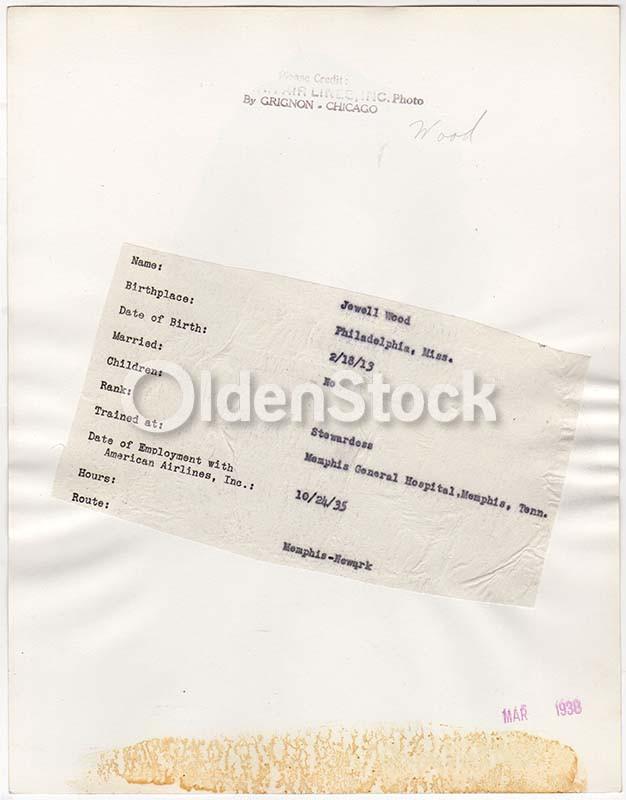 Please Credit:
AIR LINES, INC. Photo
By GRIGNON - CHICAGO
Wood
Name: Jewell Wood
Birthplace: Philadelphia, Miss.
Date of Birth: 2/18/13
Married: No
Children:
Rank: Stewardess
Trained at: Memphis General Hospital,Memphis, Tenn.
Date of Employment with
American Airlines, Inc.: 10/24/35
Hours:
Route: Memphis-Newark
OldenStock
MAR 1938